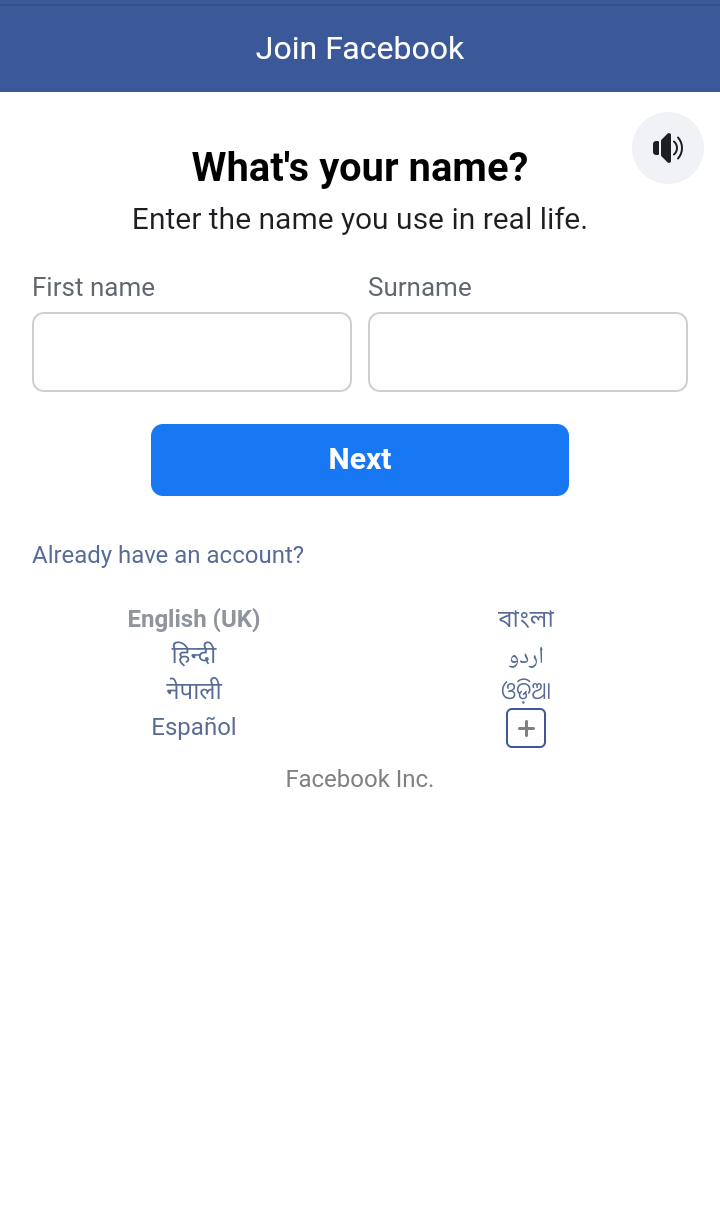 Join Facebook
What's your name?
Enter the name you use in real life.
First name Surname
Next
Already have an account?
English (UK) বাংলা
हिन्दी اردو
नेपाली ଓଡ଼ିଆ
Español
Facebook Inc.